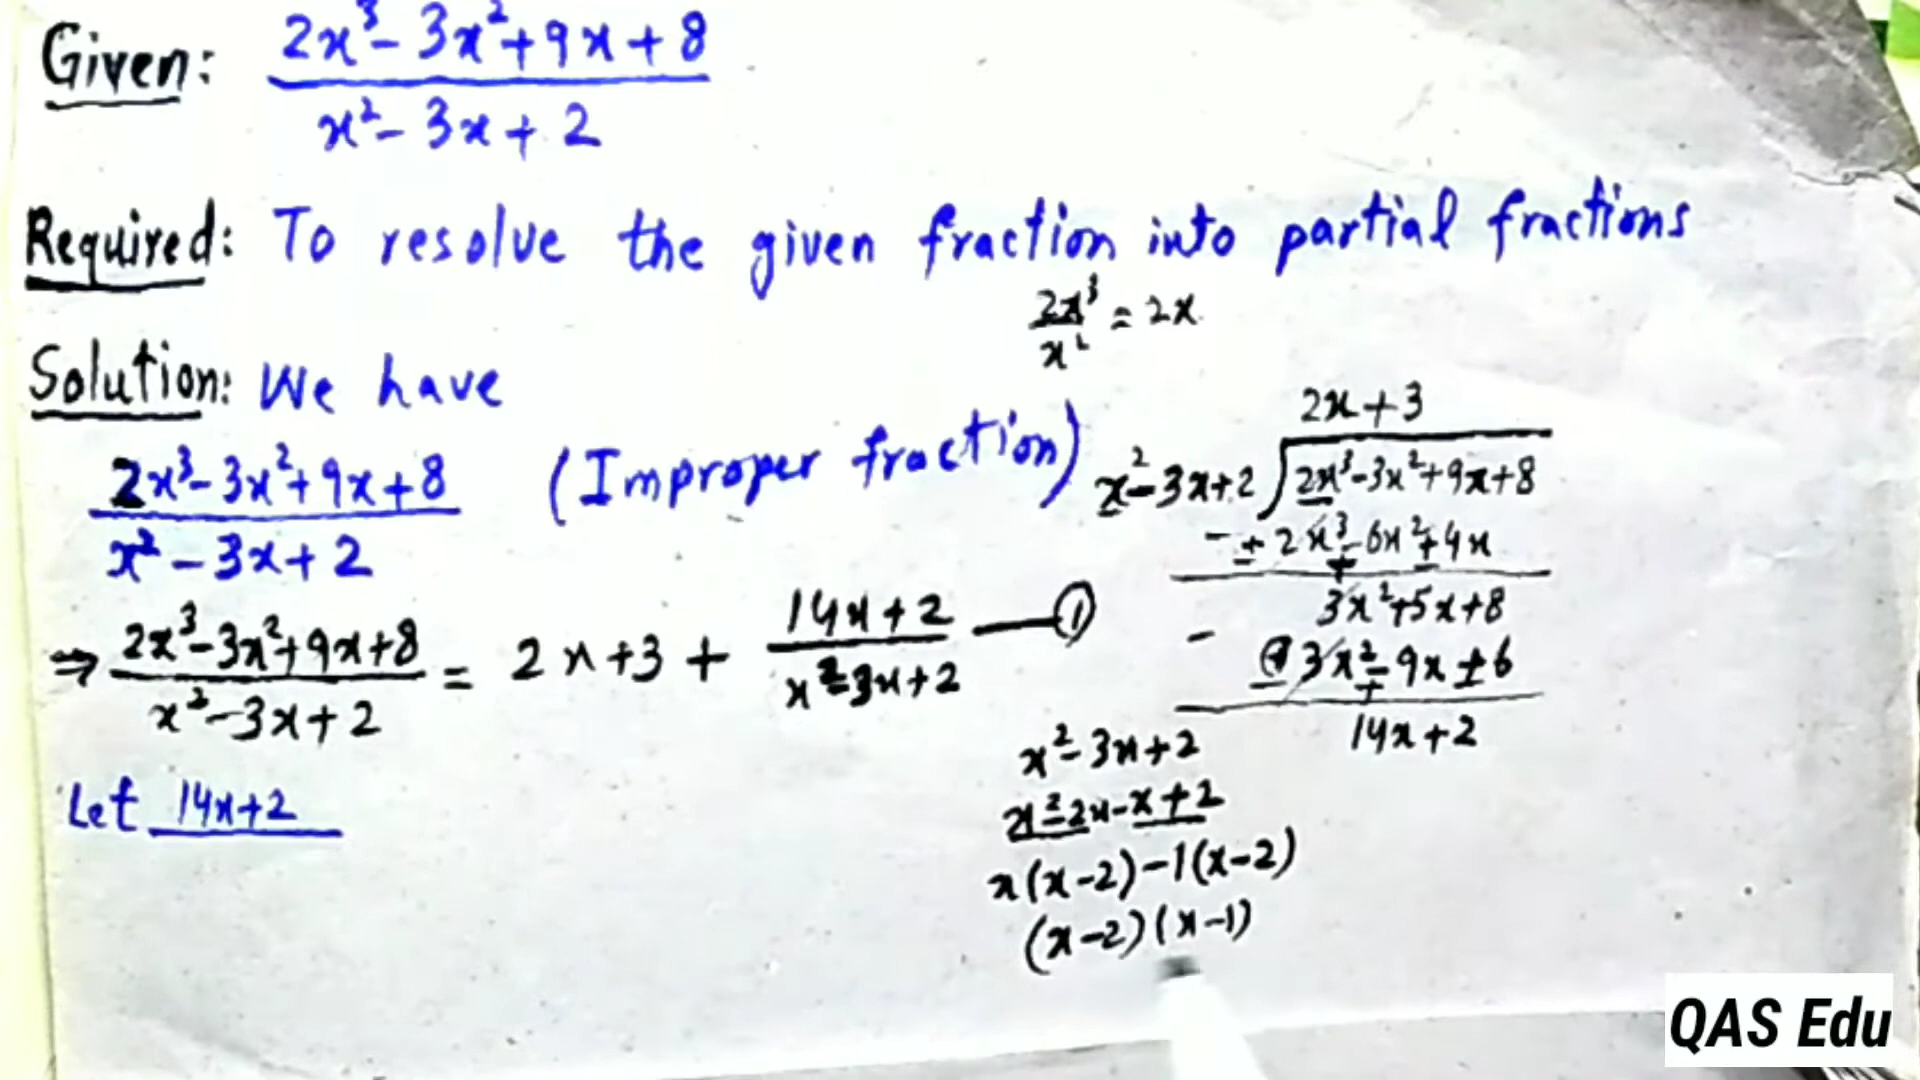 Given: 2x³-3x²+9x+8
x²-3x+2
Required: To resolve the given fraction into partial fractions
2x³/x² = 2x
Solution: We have
2x³-3x²+9x+8 (Improper fraction)
x²-3x+2
2x+3
x²-3x+2 ) 2x³-3x²+9x+8
- ± 2x³-6x²+4x
+ -
3x²+5x+8
- 3x²-9x+6
- + -
14x+2
⇒ 2x³-3x²+9x+8 / x²-3x+2 = 2x+3 + 14x+2 / x²-3x+2 — ①
x²-3x+2
x²-2x-x+2
x(x-2)-1(x-2)
(x-2)(x-1)
Let 14x+2
QAS Edu